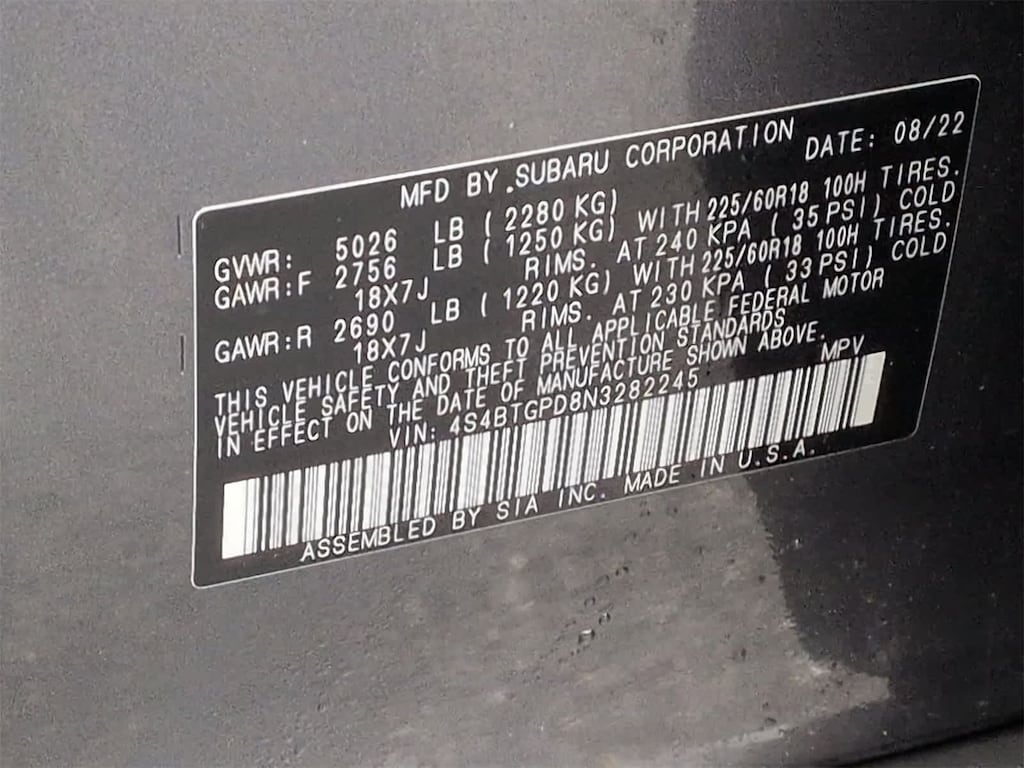 MFD BY.SUBARU CORPORATION DATE: 08/22
GVWR: 5026 LB ( 2280 KG)
GAWR:F 2756 LB ( 1250 KG) WITH 225/60R18 100H TIRES.
18X7J RIMS. AT 240 KPA ( 35 PSI) COLD
GAWR:R 2690 LB ( 1220 KG) WITH 225/60R18 100H TIRES.
18X7J RIMS. AT 230 KPA ( 33 PSI) COLD
THIS VEHICLE CONFORMS TO ALL APPLICABLE FEDERAL MOTOR
VEHICLE SAFETY AND THEFT PREVENTION STANDARDS
IN EFFECT ON THE DATE OF MANUFACTURE SHOWN ABOVE.
VIN: 4S4BTGPD8N3282245 MPV
ASSEMBLED BY SIA INC. MADE IN U.S.A.